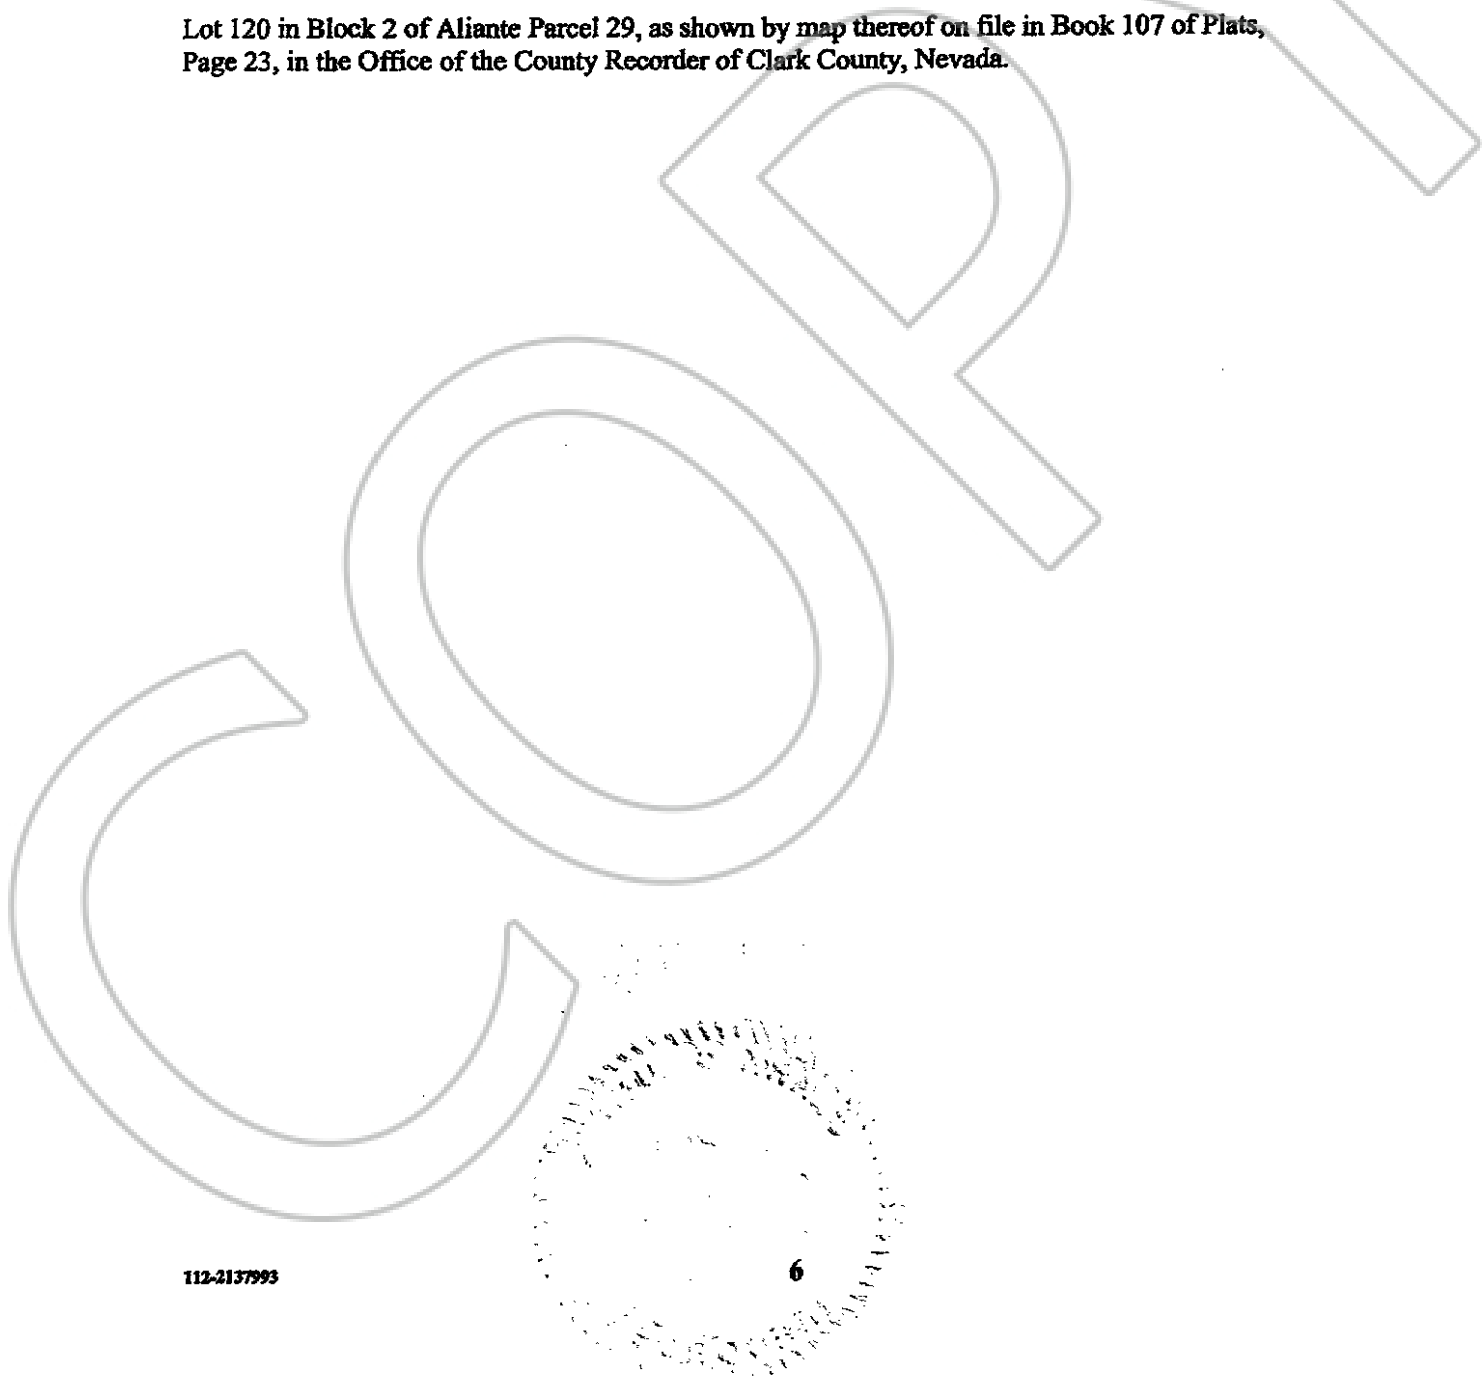 Lot 120 in Block 2 of Aliante Parcel 29, as shown by map thereof on file in Book 107 of Plats,
Page 23, in the Office of the County Recorder of Clark County, Nevada.
COPY
112-2137993
6